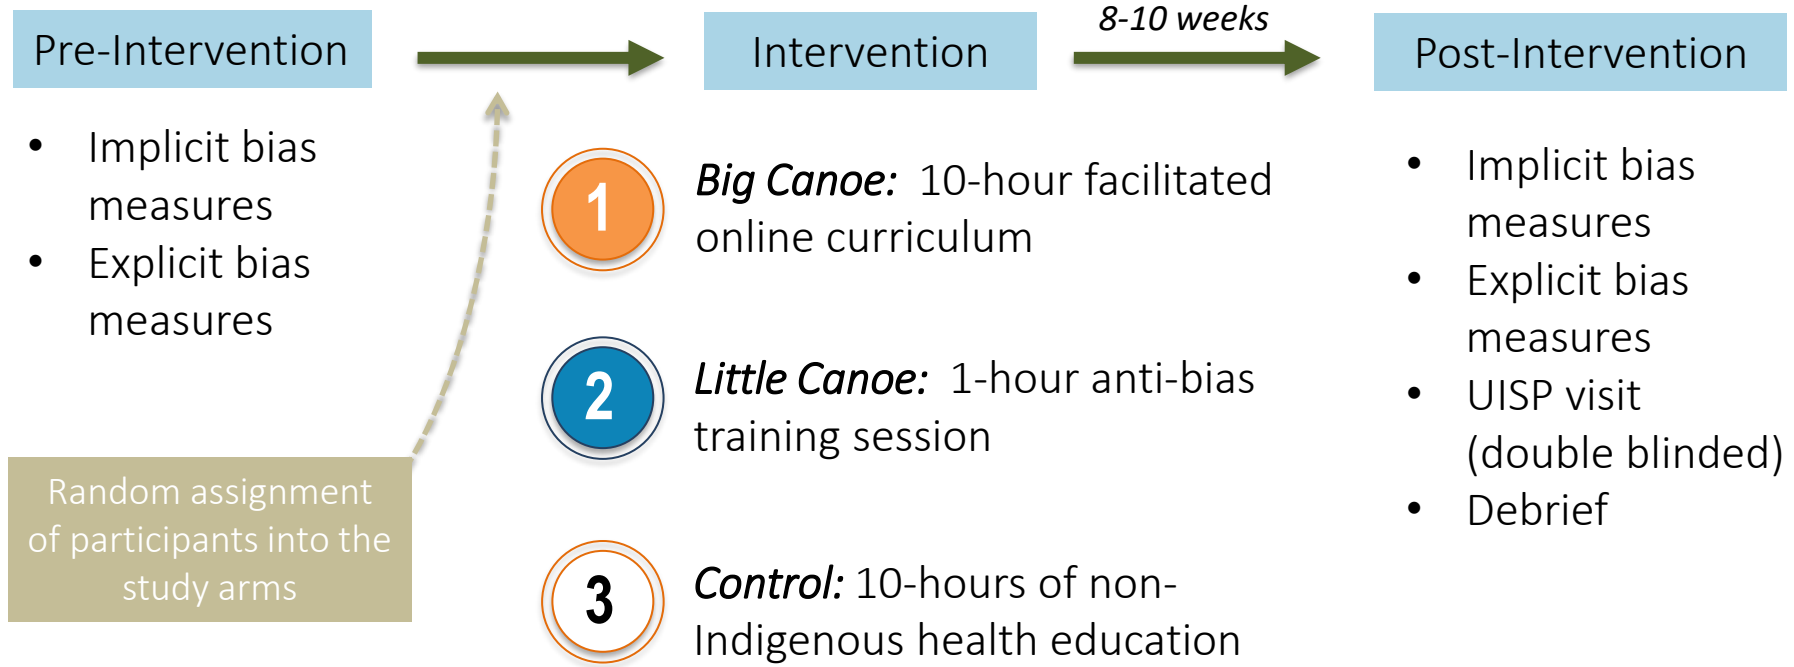 Pre-Intervention
• Implicit bias
measures
• Explicit bias
measures
Random assignment
of participants into the
study arms
Intervention
1
Big Canoe: 10-hour facilitated
online curriculum
2
Little Canoe: 1-hour anti-bias
training session
3
Control: 10-hours of non-
Indigenous health education
8-10 weeks
Post-Intervention
• Implicit bias
measures
• Explicit bias
measures
• UISP visit
(double blinded)
• Debrief